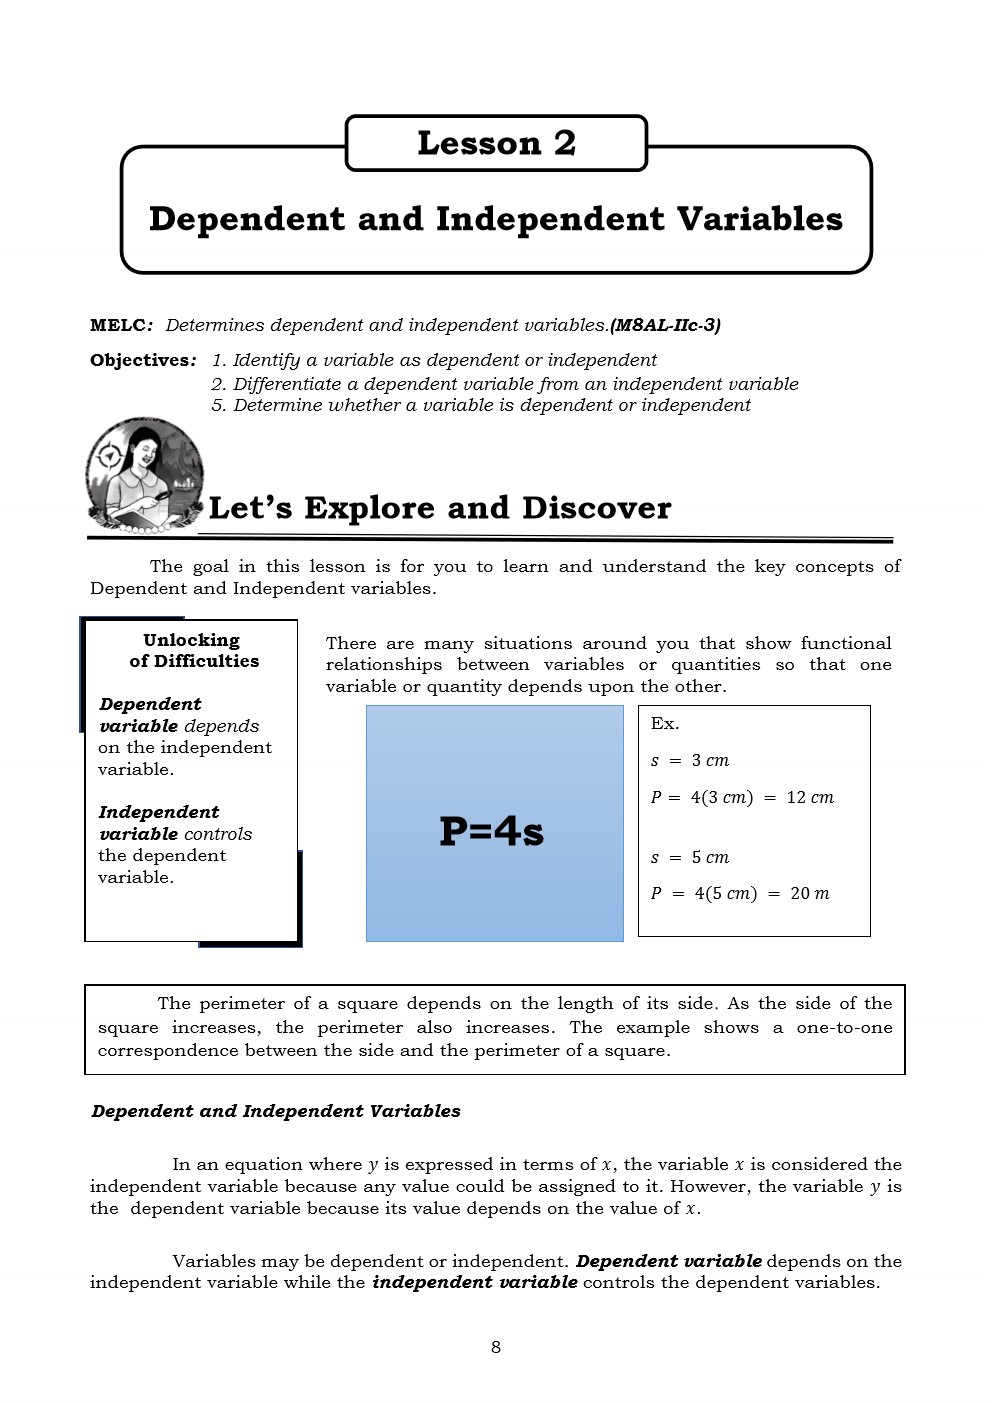 Lesson 2
Dependent and Independent Variables
MELC: Determines dependent and independent variables.(M8AL-IIc-3)
Objectives: 1. Identify a variable as dependent or independent
2. Differentiate a dependent variable from an independent variable
5. Determine whether a variable is dependent or independent
Let’s Explore and Discover
The goal in this lesson is for you to learn and understand the key concepts of
Dependent and Independent variables.
Unlocking
of Difficulties
Dependent
variable depends
on the independent
variable.
Independent
variable controls
the dependent
variable.
There are many situations around you that show functional
relationships between variables or quantities so that one
variable or quantity depends upon the other.
P=4s
Ex.
s = 3 cm
P = 4(3 cm) = 12 cm
s = 5 cm
P = 4(5 cm) = 20 m
The perimeter of a square depends on the length of its side. As the side of the
square increases, the perimeter also increases. The example shows a one-to-one
correspondence between the side and the perimeter of a square.
Dependent and Independent Variables
In an equation where y is expressed in terms of x, the variable x is considered the
independent variable because any value could be assigned to it. However, the variable y is
the dependent variable because its value depends on the value of x.
Variables may be dependent or independent. Dependent variable depends on the
independent variable while the independent variable controls the dependent variables.
8